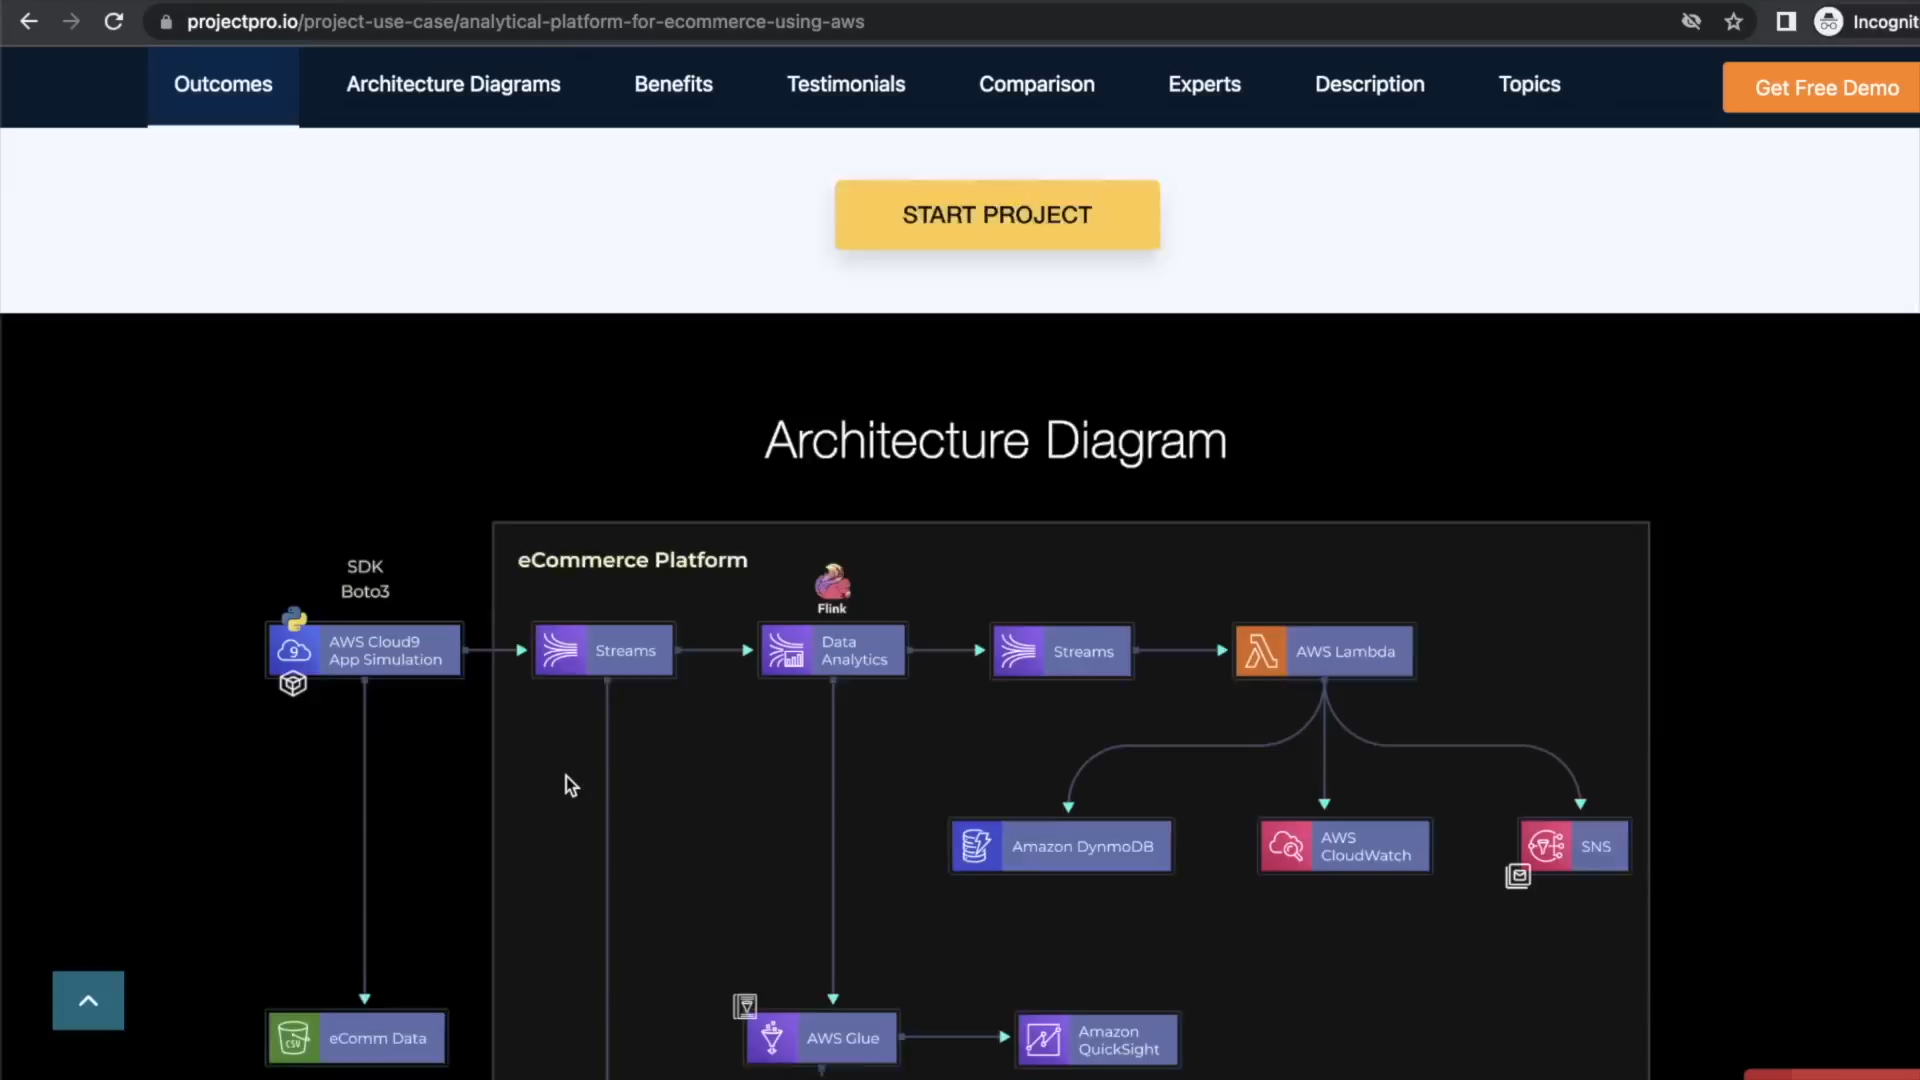 projectpro.io/project-use-case/analytical-platform-for-ecommerce-using-aws
Incognit
Outcomes
Architecture Diagrams
Benefits
Testimonials
Comparison
Experts
Description
Topics
Get Free Demo
START PROJECT
Architecture Diagram
SDK
Boto3
eCommerce Platform
Flink
9
AWS Cloud9
App Simulation
Streams
Data
Analytics
Streams
AWS Lambda
Amazon DynmoDB
AWS
CloudWatch
SNS
CSV
eComm Data
AWS Glue
Amazon
QuickSight